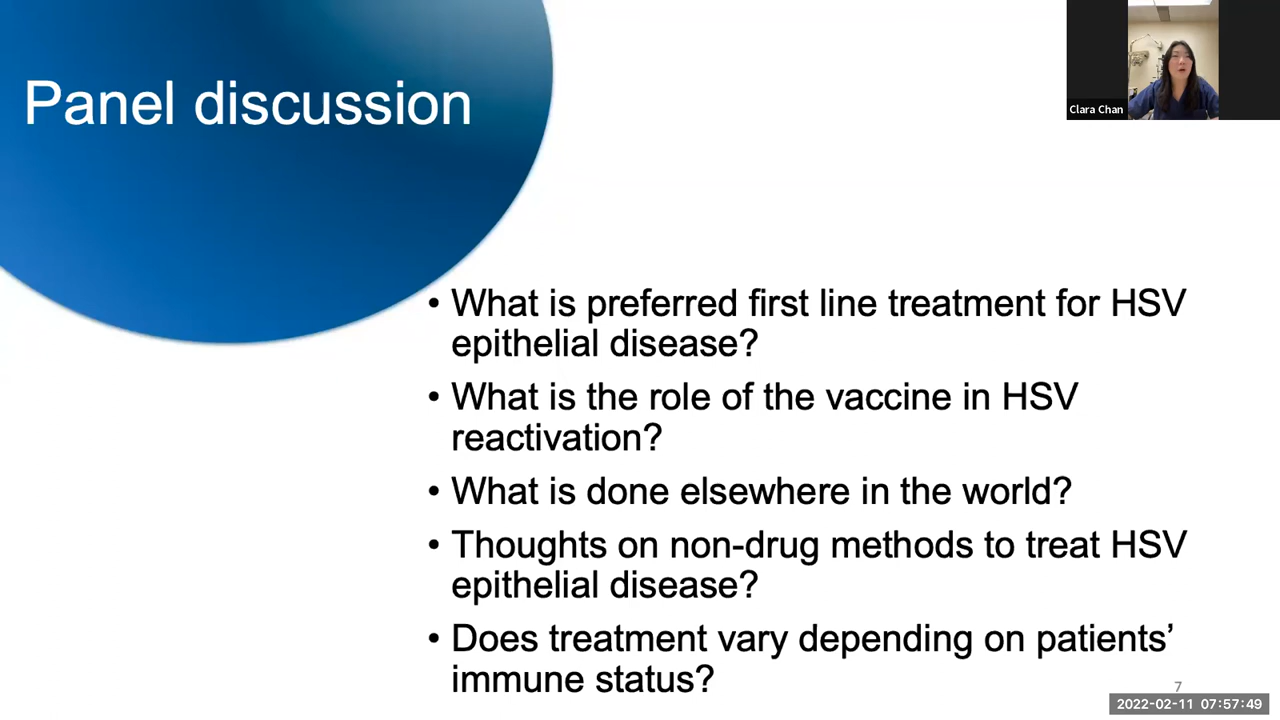 Panel discussion
Clara Chan
• What is preferred first line treatment for HSV
epithelial disease?
• What is the role of the vaccine in HSV
reactivation?
• What is done elsewhere in the world?
• Thoughts on non-drug methods to treat HSV
epithelial disease?
• Does treatment vary depending on patients’
immune status?
7
2022-02-11 07:57:49